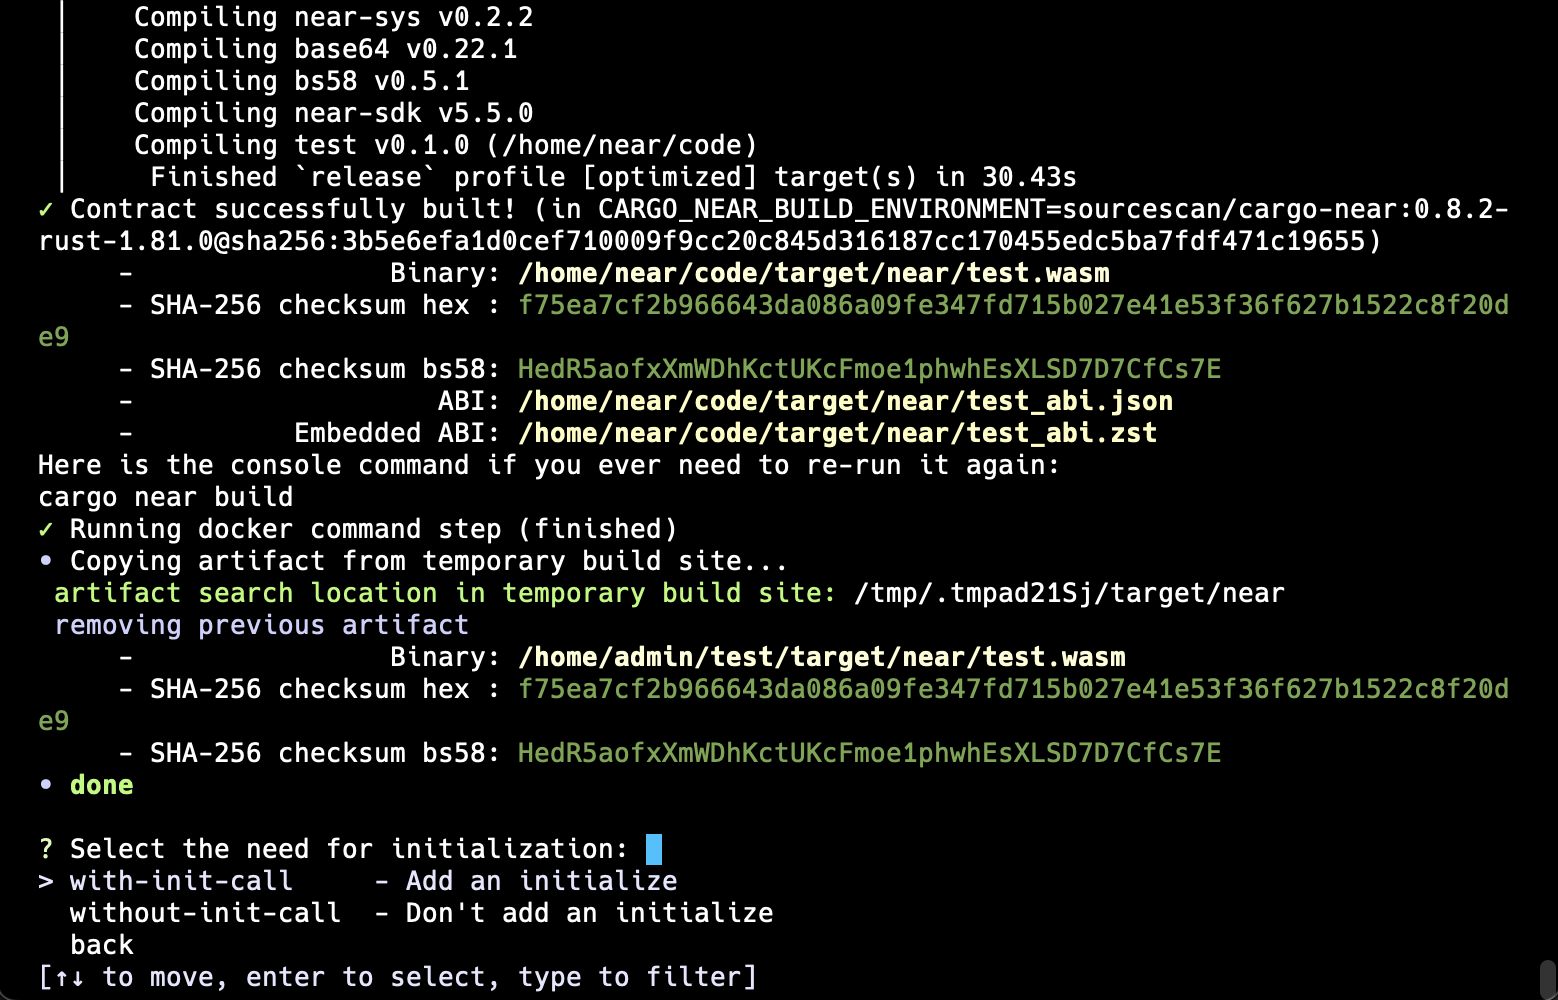 Compiling near-sys v0.2.2
Compiling base64 v0.22.1
Compiling bs58 v0.5.1
Compiling near-sdk v5.5.0
Compiling test v0.1.0 (/home/near/code)
Finished `release` profile [optimized] target(s) in 30.43s
✓ Contract successfully built! (in CARGO_NEAR_BUILD_ENVIRONMENT=sourcescan/cargo-near:0.8.2-
rust-1.81.0@sha256:3b5e6efa1d0cef710009f9cc20c845d316187cc170455edc5ba7fdf471c19655)
- Binary: /home/near/code/target/near/test.wasm
- SHA-256 checksum hex : f75ea7cf2b966643da086a09fe347fd715b027e41e53f36f627b1522c8f20d
e9
- SHA-256 checksum bs58: HedR5aofxXmWDhKctUKcFmoe1phwhEsXLSD7D7CfCs7E
- ABI: /home/near/code/target/near/test_abi.json
- Embedded ABI: /home/near/code/target/near/test_abi.zst
Here is the console command if you ever need to re-run it again:
cargo near build
✓ Running docker command step (finished)
• Copying artifact from temporary build site...
artifact search location in temporary build site: /tmp/.tmpad21Sj/target/near
removing previous artifact
- Binary: /home/admin/test/target/near/test.wasm
- SHA-256 checksum hex : f75ea7cf2b966643da086a09fe347fd715b027e41e53f36f627b1522c8f20d
e9
- SHA-256 checksum bs58: HedR5aofxXmWDhKctUKcFmoe1phwhEsXLSD7D7CfCs7E
• done
? Select the need for initialization:
> with-init-call - Add an initialize
without-init-call - Don't add an initialize
back
[↑↓ to move, enter to select, type to filter]